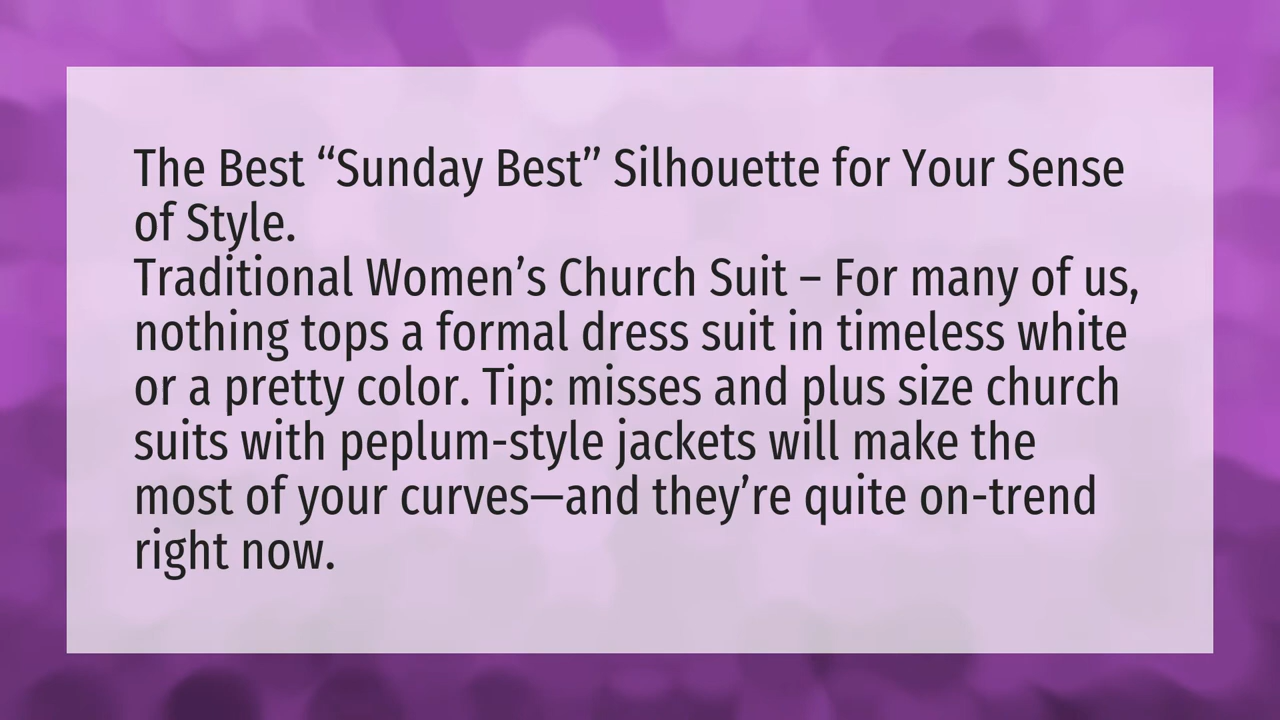 The Best “Sunday Best” Silhouette for Your Sense
of Style.
Traditional Women’s Church Suit – For many of us,
nothing tops a formal dress suit in timeless white
or a pretty color. Tip: misses and plus size church
suits with peplum-style jackets will make the
most of your curves—and they’re quite on-trend
right now.